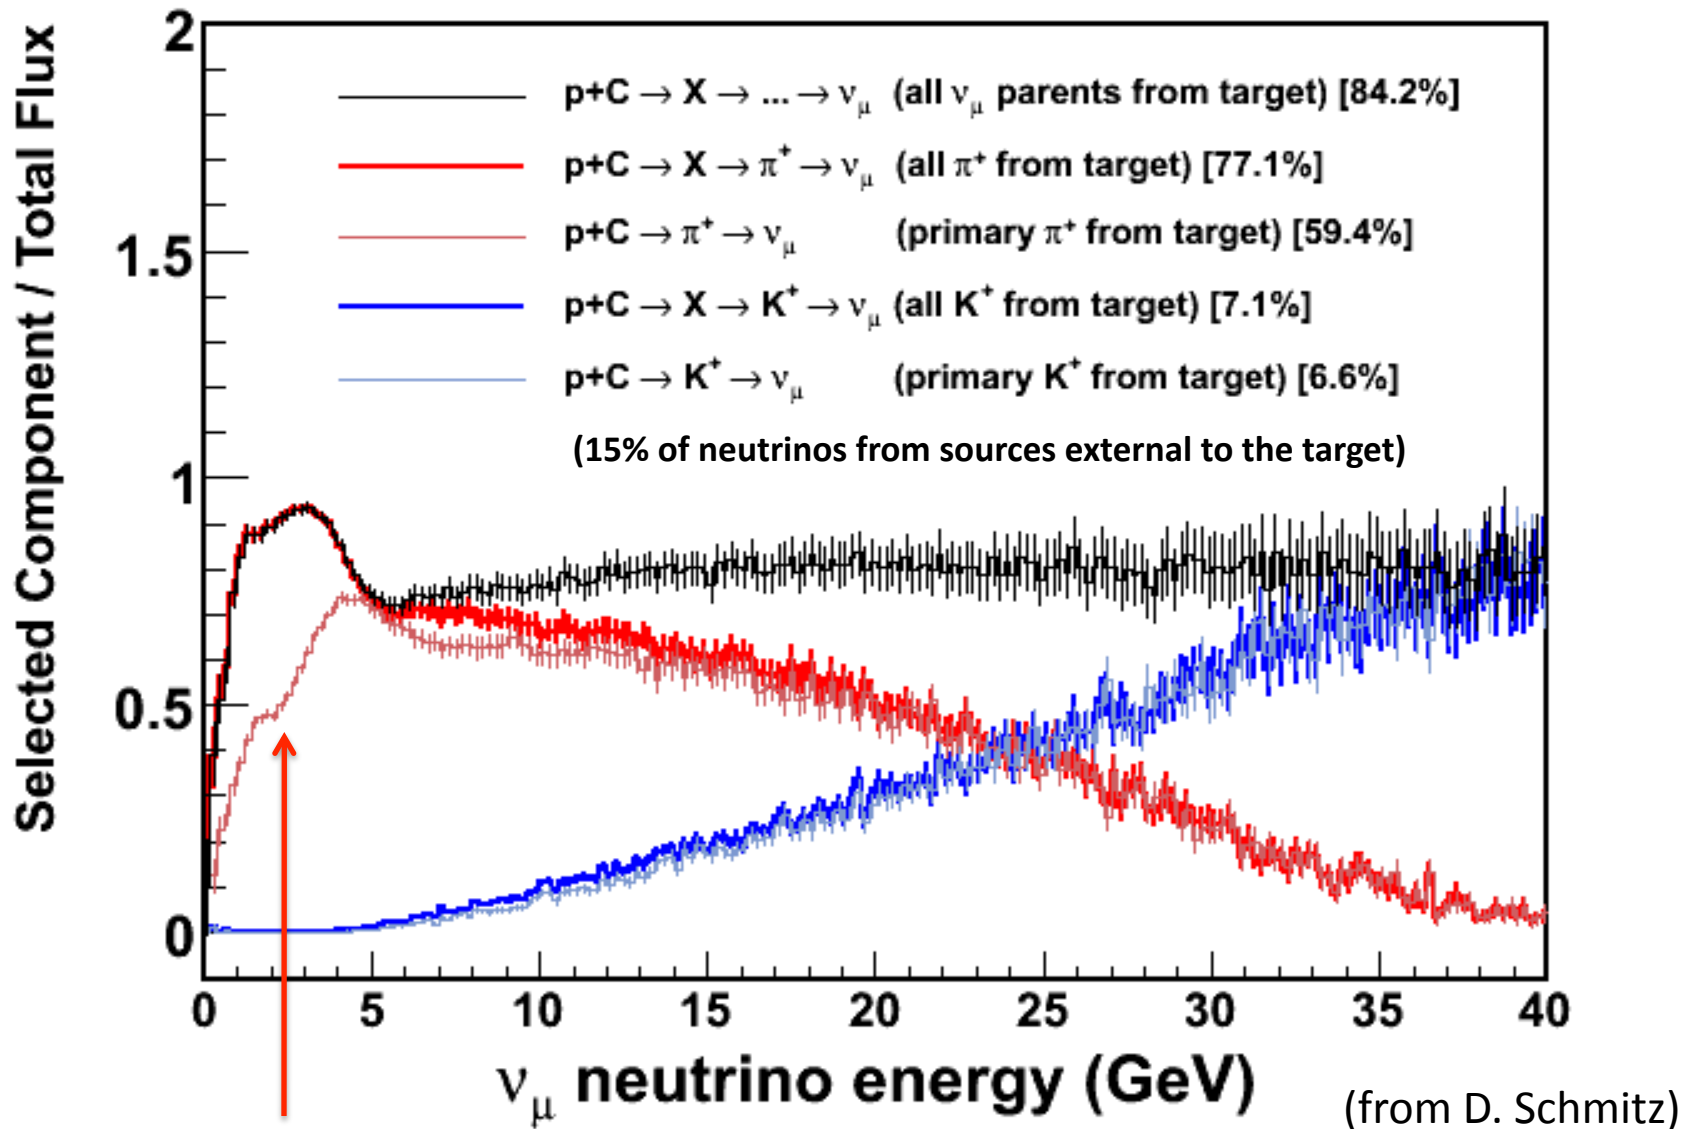 Selected Component / Total Flux
2
1.5
1
0.5
0
p+C → X → ... → νμ (all νμ parents from target) [84.2%]
p+C → X → π⁺ → νμ (all π⁺ from target) [77.1%]
p+C → π⁺ → νμ (primary π⁺ from target) [59.4%]
p+C → X → K⁺ → νμ (all K⁺ from target) [7.1%]
p+C → K⁺ → νμ (primary K⁺ from target) [6.6%]
(15% of neutrinos from sources external to the target)
0 5 10 15 20 25 30 35 40
νμ neutrino energy (GeV)
(from D. Schmitz)